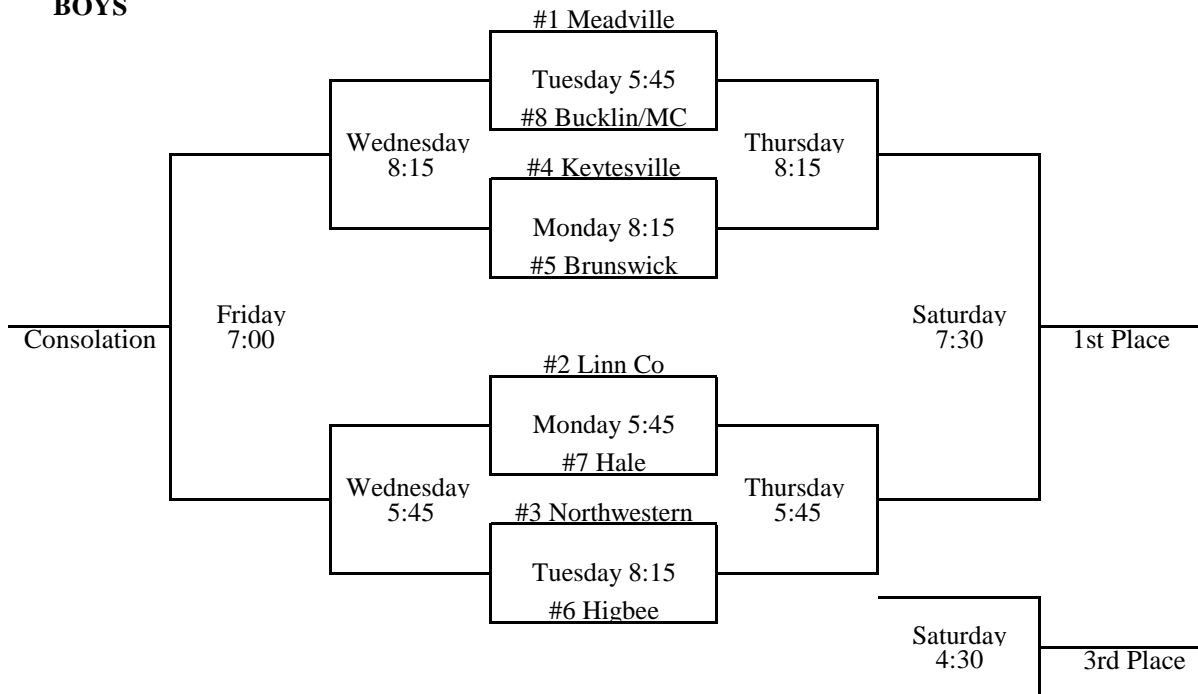 BOYS
#1 Meadville
Tuesday 5:45
#8 Bucklin/MC
Wednesday
8:15
Thursday
8:15
#4 Keytesville
Monday 8:15
#5 Brunswick
Friday
7:00
Consolation
Saturday
7:30
1st Place
#2 Linn Co
Monday 5:45
#7 Hale
Wednesday
5:45
Thursday
5:45
#3 Northwestern
Tuesday 8:15
#6 Higbee
Saturday
4:30
3rd Place